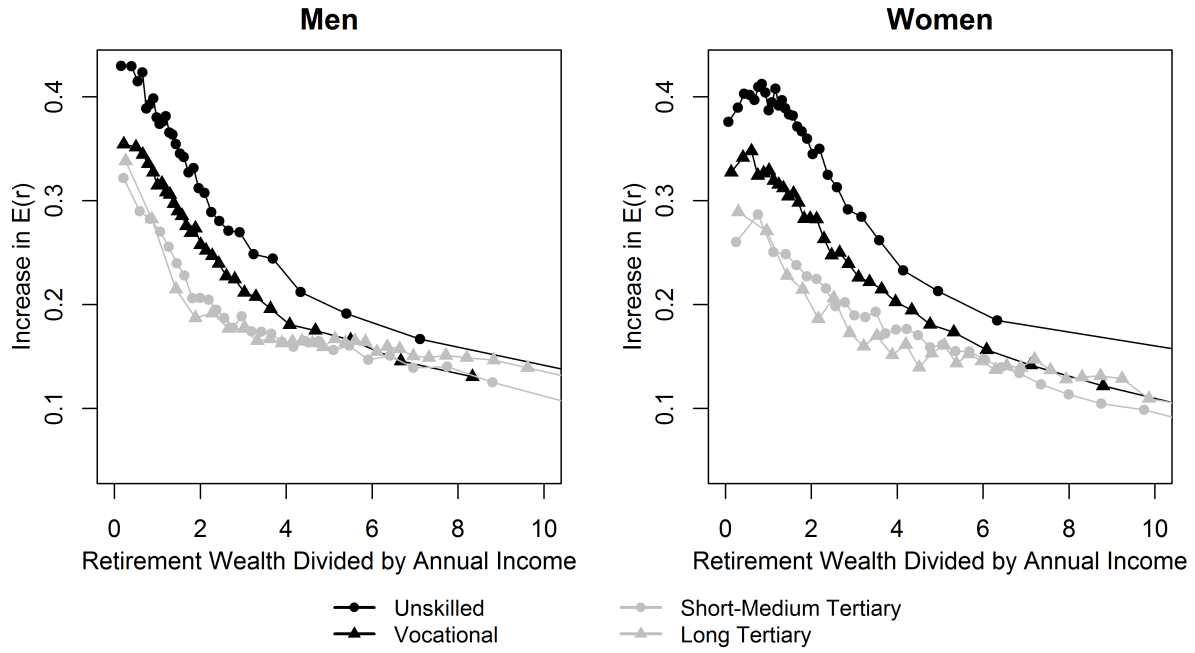 Men
Women
Increase in E(r)
0.1
0.2
0.3
0.4
0 2 4 6 8 10
Retirement Wealth Divided by Annual Income
Increase in E(r)
0.1
0.2
0.3
0.4
0 2 4 6 8 10
Retirement Wealth Divided by Annual Income
Unskilled
Vocational
Short-Medium Tertiary
Long Tertiary